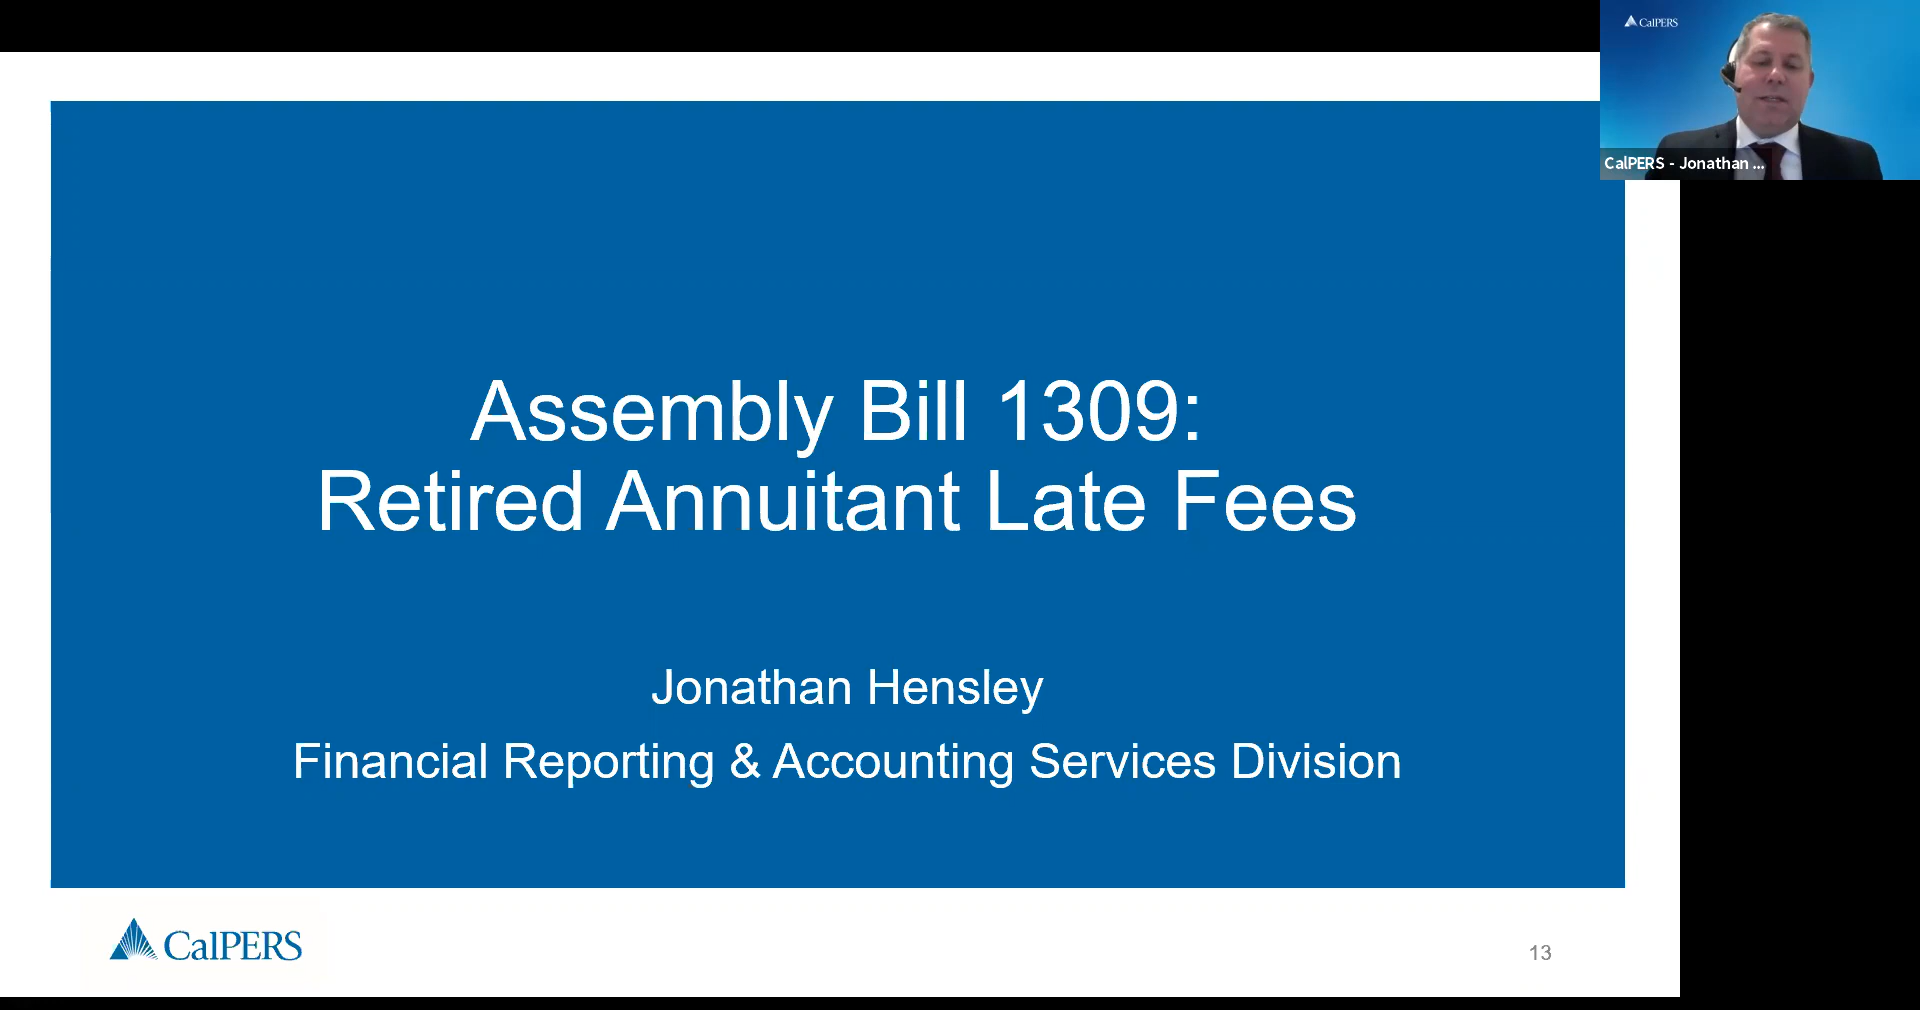 CalPERS
CalPERS - Jonathan ...
Assembly Bill 1309:
Retired Annuitant Late Fees
Jonathan Hensley
Financial Reporting & Accounting Services Division
CalPERS
13